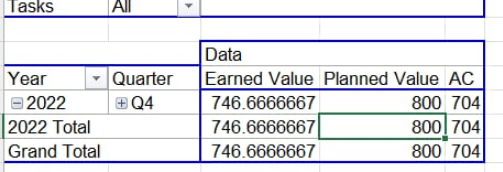 Tasks All
Data
Year Quarter Earned Value Planned Value AC
2022 Q4 746.6666667 800 704
2022 Total 746.6666667 800 704
Grand Total 746.6666667 800 704